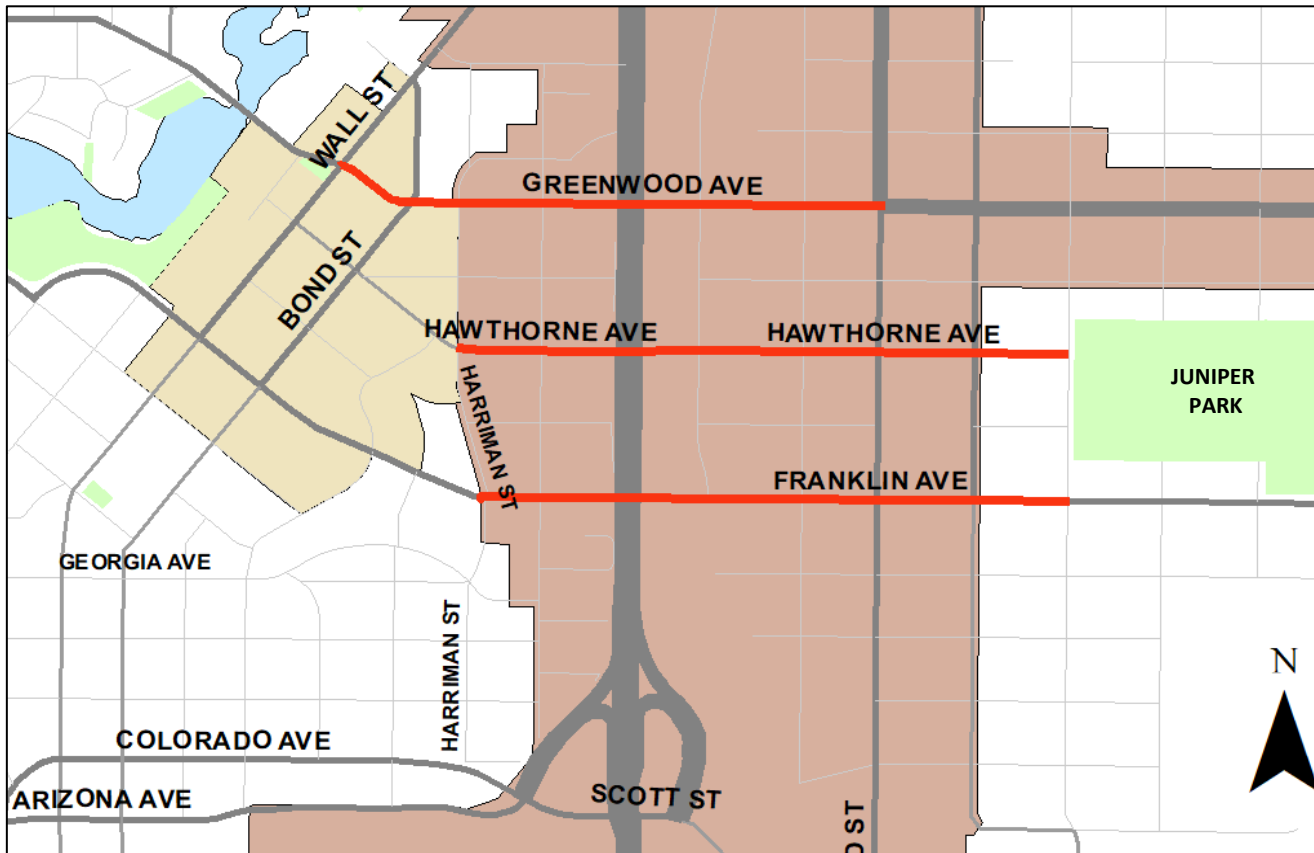 WALL ST
GREENWOOD AVE
BOND ST
HAWTHORNE AVE
HAWTHORNE AVE
JUNIPER
PARK
HARRIMAN ST
FRANKLIN AVE
GEORGIA AVE
HARRIMAN ST
N
COLORADO AVE
ARIZONA AVE
SCOTT ST
ST